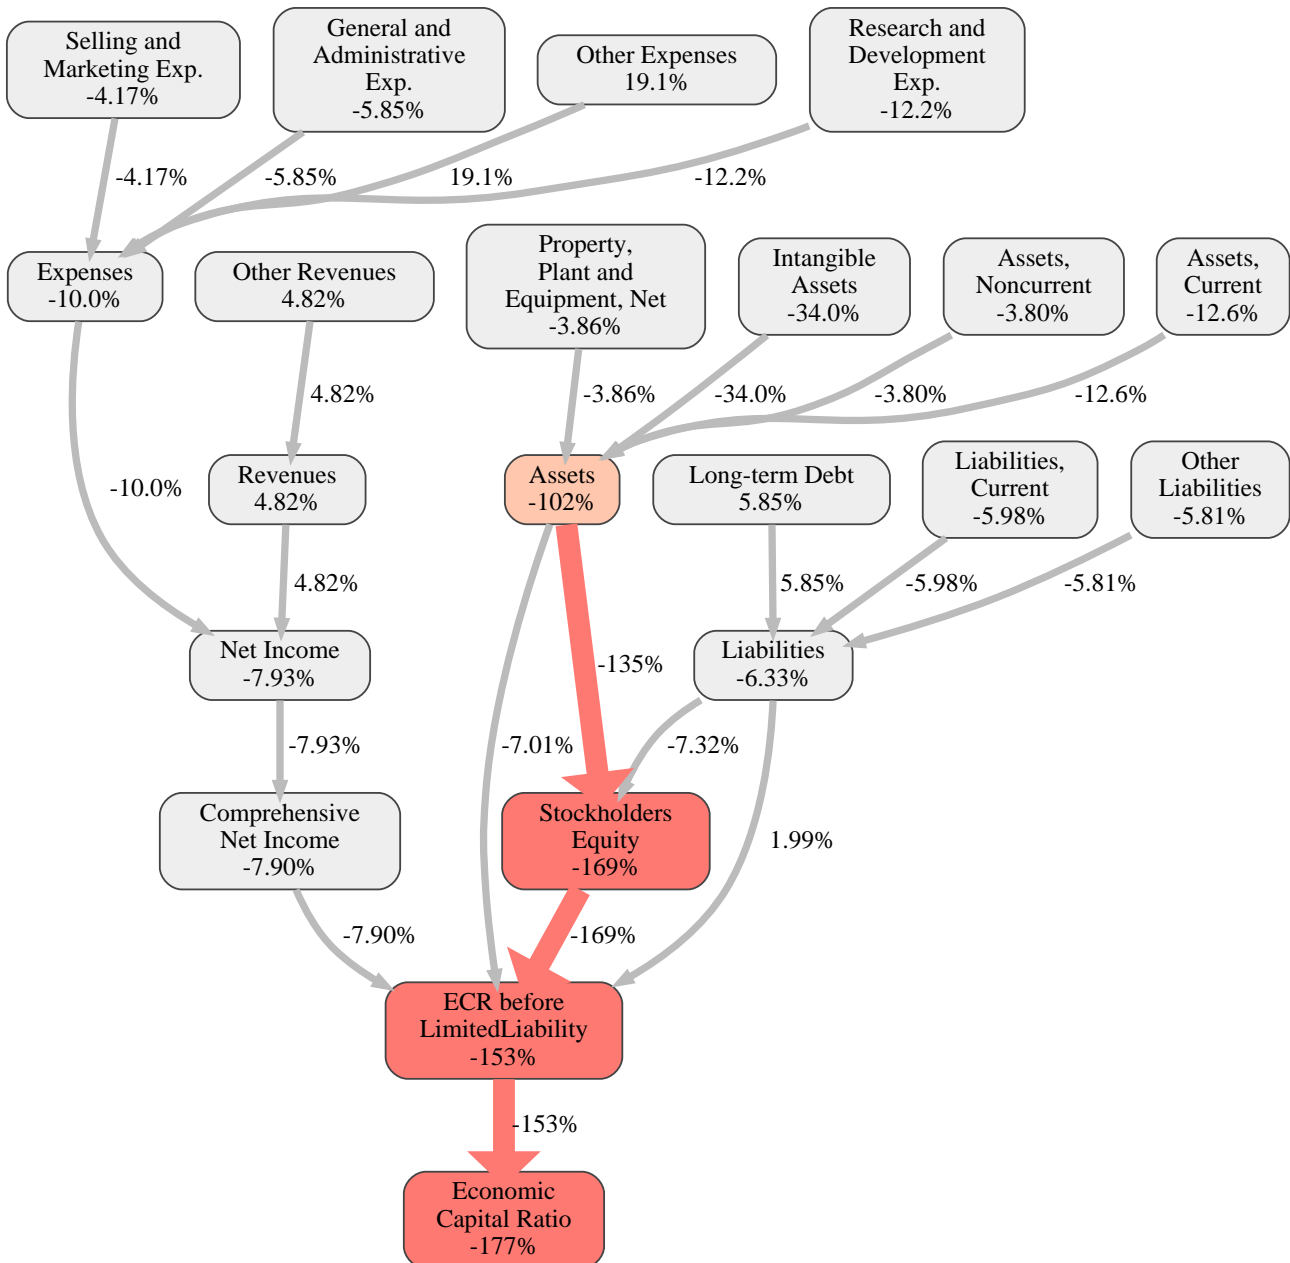 Selling and
Marketing Exp.
-4.17%
General and
Administrative
Exp.
-5.85%
Other Expenses
19.1%
Research and
Development
Exp.
-12.2%
-4.17%
-5.85%
19.1%
-12.2%
Expenses
-10.0%
Other Revenues
4.82%
Property,
Plant and
Equipment, Net
-3.86%
Intangible
Assets
-34.0%
Assets,
Noncurrent
-3.80%
Assets,
Current
-12.6%
4.82%
-3.86%
-34.0%
-3.80%
-12.6%
-10.0%
Revenues
4.82%
Assets
-102%
Long-term Debt
5.85%
Liabilities,
Current
-5.98%
Other
Liabilities
-5.81%
4.82%
5.85%
-5.98%
-5.81%
Net Income
-7.93%
-135%
Liabilities
-6.33%
-7.93%
-7.01%
-7.32%
Comprehensive
Net Income
-7.90%
Stockholders
Equity
-169%
1.99%
-7.90%
-169%
ECR before
LimitedLiability
-153%
-153%
Economic
Capital Ratio
-177%